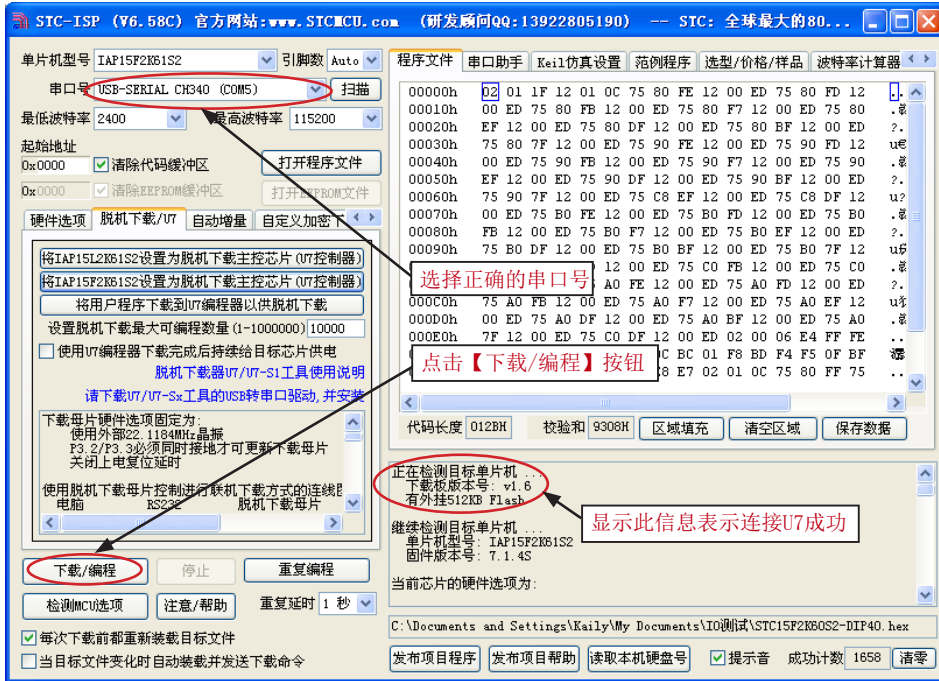 STC-ISP (V6.58C) 官方网站:www.STCMCU.com (研发顾问QQ:13922805190) -- STC: 全球最大的80...
单片机型号 IAP15F2K61S2 引脚数 Auto
串口号 USB-SERIAL CH340 (COM5) 扫描
最低波特率 2400 最高波特率 115200
起始地址
0x0000 清除代码缓冲区 打开程序文件
0x0000 清除EEPROM缓冲区 打开EEPROM文件
硬件选项 脱机下载/U7 自动增量 自定义加密下
将IAP15L2K61S2设置为脱机下载主控芯片(U7控制器)
将IAP15F2K61S2设置为脱机下载主控芯片(U7控制器)
将用户程序下载到U7编程器以供脱机下载
设置脱机下载最大可编程数量(1-1000000) 10000
使用U7编程器下载完成后持续给目标芯片供电
脱机下载器U7/U7-S1工具使用说明
请下载U7/U7-Sx工具的USB转串口驱动,并安装
下载母片硬件选项固定为:
使用外部22.1184MHz晶振
P3.2/P3.3必须同时接地才可更新下载母片
关闭上电复位延时
使用脱机下载母片控制进行联机下载方式的连线
电脑 RS232 脱机下载母片
下载/编程 停止 重复编程
检测MCU选项 注意/帮助 重复延时 1 秒
每次下载前都重新装载目标文件
当目标文件变化时自动装载并发送下载命令
程序文件 串口助手 Keil仿真设置 范例程序 选型/价格/样品 波特率计算器
00000h 02 01 1F 12 01 0C 75 80 FE 12 00 ED 75 80 FD 12
00010h 00 ED 75 80 FB 12 00 ED 75 80 F7 12 00 ED 75 80
00020h EF 12 00 ED 75 80 DF 12 00 ED 75 80 BF 12 00 ED ?.
00030h 75 80 7F 12 00 ED 75 90 FE 12 00 ED 75 90 FD 12 u€
00040h 00 ED 75 90 FB 12 00 ED 75 90 F7 12 00 ED 75 90
00050h EF 12 00 ED 75 90 DF 12 00 ED 75 90 BF 12 00 ED ?.
00060h 75 90 7F 12 00 ED 75 C8 EF 12 00 ED 75 C8 DF 12 u?
00070h 00 ED 75 B0 FE 12 00 ED 75 B0 FD 12 00 ED 75 B0
00080h FB 12 00 ED 75 B0 F7 12 00 ED 75 B0 EF 12 00 ED ?.
00090h 75 B0 DF 12 00 ED 75 B0 BF 12 00 ED 75 B0 7F 12
12 00 ED 75 C0 FB 12 00 ED 75 C0
选择正确的串口号
A0 FE 12 00 ED 75 A0 FD 12 00 ED ?.
000C0h 75 A0 FB 12 00 ED 75 A0 F7 12 00 ED 75 A0 EF 12
000D0h 00 ED 75 A0 DF 12 00 ED 75 A0 BF 12 00 ED 75 A0
000E0h 7F 12 00 ED 75 C0 DF 12 00 ED 02 00 06 E4 FF FE ..
BC 01 F8 BD F4 F5 0F BF
点击【下载/编程】按钮
E7 02 01 0C 75 80 FF 75 ..
代码长度 012BH 校验和 9308H 区域填充 清空区域 保存数据
正在检测目标单片机 ...
下载板版本号: v1.6
有外挂512KB Flash
显示此信息表示连接U7成功
继续检测目标单片机 ...
单片机型号: IAP15F2K61S2
固件版本号: 7.1.4S
当前芯片的硬件选项为:
C:\Documents and Settings\Kaily\My Documents\IO测试\STC15F2K60S2-DIP40.hex
发布项目程序 发布项目帮助 读取本机硬盘号 提示音 成功计数 1658 清零